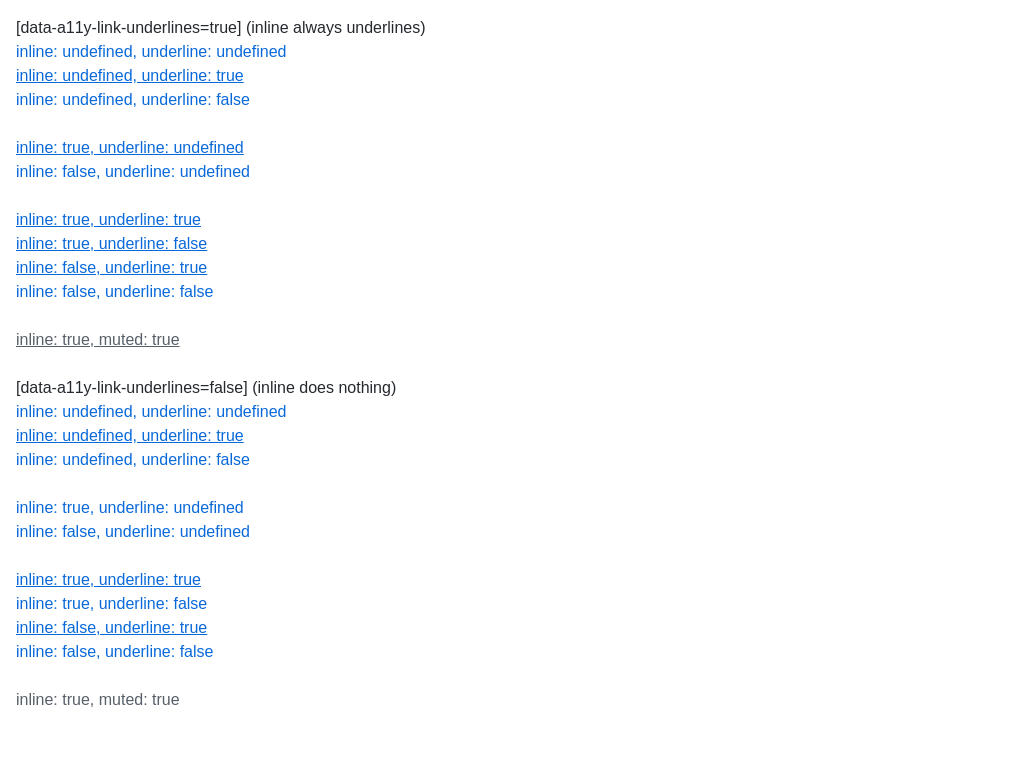 [data-a11y-link-underlines=true] (inline always underlines)
inline: undefined, underline: undefined
inline: undefined, underline: true
inline: undefined, underline: false
inline: true, underline: undefined
inline: false, underline: undefined
inline: true, underline: true
inline: true, underline: false
inline: false, underline: true
inline: false, underline: false
inline: true, muted: true
[data-a11y-link-underlines=false] (inline does nothing)
inline: undefined, underline: undefined
inline: undefined, underline: true
inline: undefined, underline: false
inline: true, underline: undefined
inline: false, underline: undefined
inline: true, underline: true
inline: true, underline: false
inline: false, underline: true
inline: false, underline: false
inline: true, muted: true